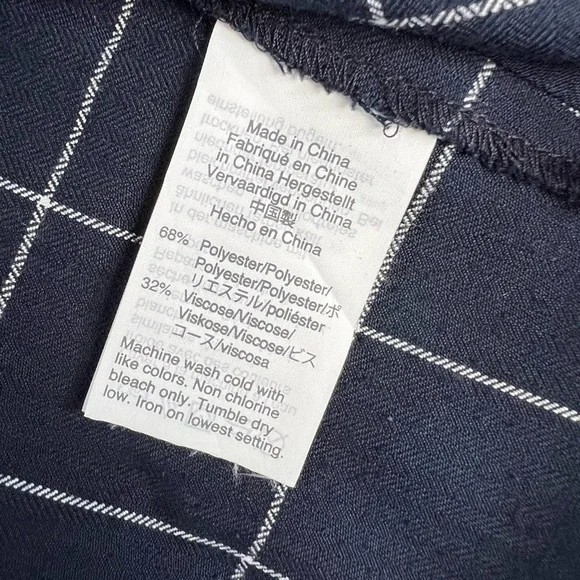 Made in China
Fabriqué en Chine
in China Hergestellt
Vervaardigd in China
中国製
Hecho en China
68% Polyester/Polyester/
Polyester/Polyester/ポ
リエステル/poliéster
32% Viscose/Viscose/
Viskose/Viscose/ビス
コース/viscosa
Machine wash cold with
like colors. Non chlorine
bleach only. Tumble dry
low. Iron on lowest setting.